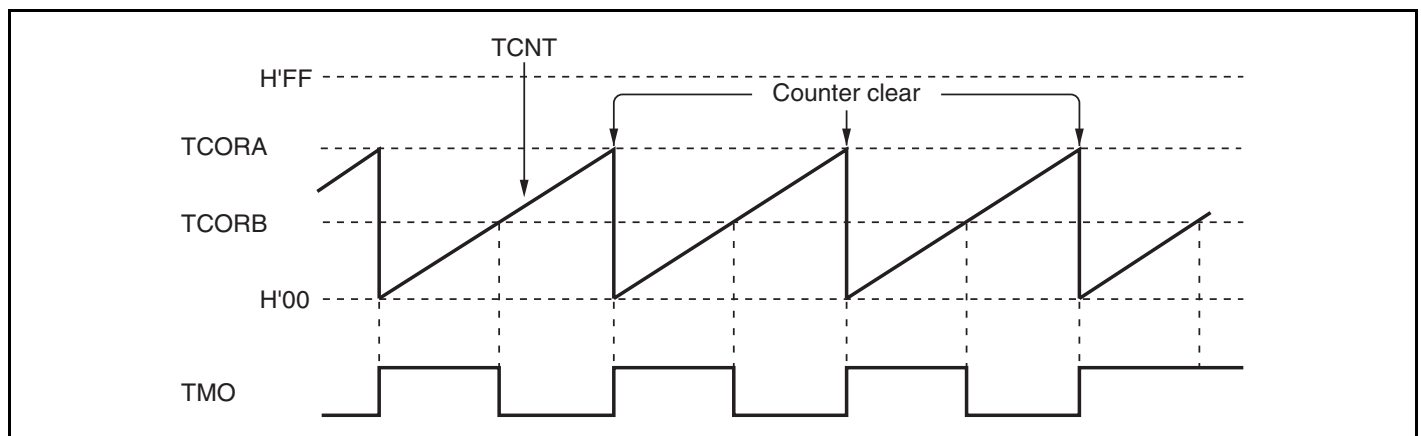 TCNT
H'FF
Counter clear
TCORA
TCORB
H'00
TMO